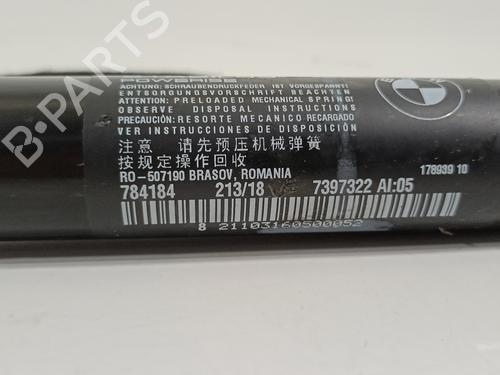 POWERISE
ACHTUNG: SCHRAUBENDRUCKFEDER IST VORGESPANNT!
ENTSORGUNGSVORSCHRIFT BEACHTEN
ATTENTION: PRELOADED MECHANICAL SPRING!
OBSERVE DISPOSAL INSTRUCTIONS
PRECAUCIÓN: RESORTE MECANICO RECARGADO
VER INSTRUCCIONES DE DISPOSICION
注意 请先预压机械弹簧
按规定操作回收
RO-507190 BRASOV, ROMANIA
178939 10
784184 213/18 7397322 AI:05
8 21103160500052
BMW
B-PARTS